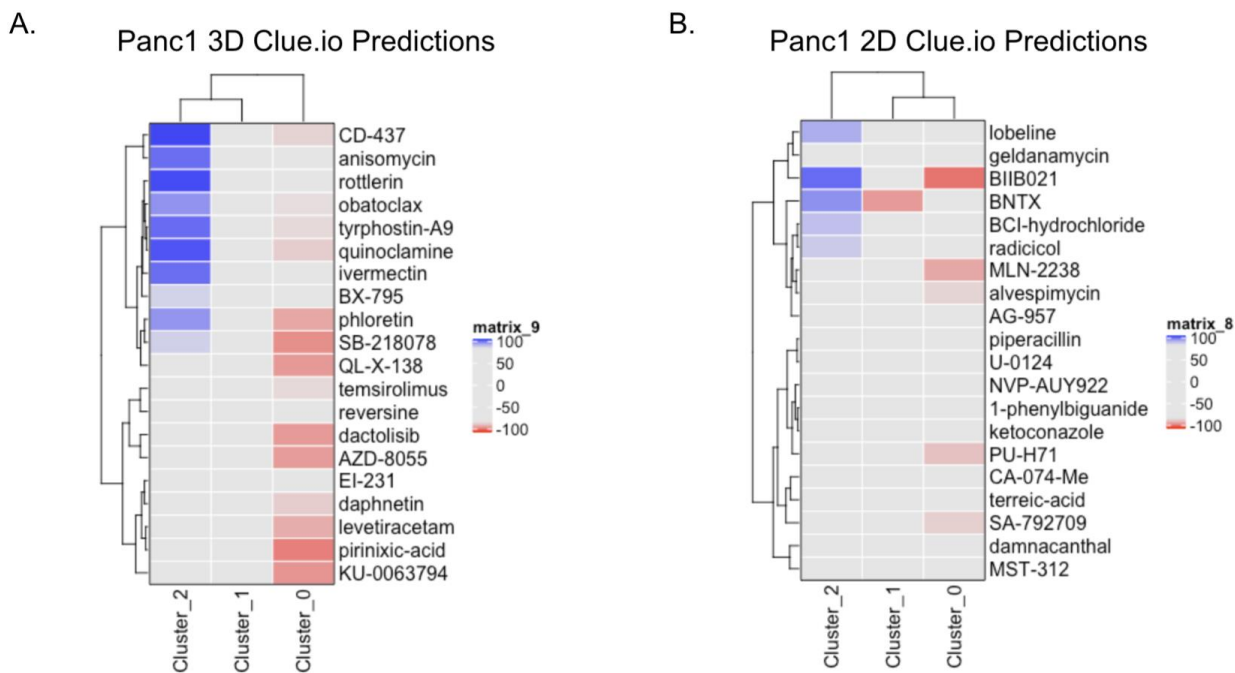 A.
Panc1 3D Clue.io Predictions
CD-437
anisomycin
rottlerin
obatoclax
tyrphostin-A9
quinoclamine
ivermectin
BX-795
phloretin
SB-218078
QL-X-138
temsirolimus
reversine
dactolisib
AZD-8055
EI-231
daphnetin
levetiracetam
pirinixic-acid
KU-0063794
matrix_9
100
50
0
-50
-100
Cluster_2
Cluster_1
Cluster_0
B.
Panc1 2D Clue.io Predictions
lobeline
geldanamycin
BIIB021
BNTX
BCI-hydrochloride
radicicol
MLN-2238
alvespimycin
AG-957
piperacillin
U-0124
NVP-AUY922
1-phenylbiguanide
ketoconazole
PU-H71
CA-074-Me
terreic-acid
SA-792709
damnacanthal
MST-312
matrix_8
100
50
0
-50
-100
Cluster_2
Cluster_1
Cluster_0